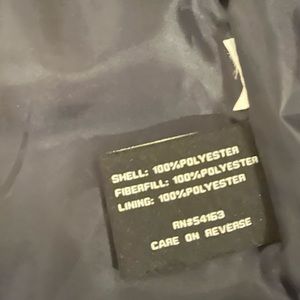 SHELL: 100%POLYESTER
FIBERFILL: 100%POLYESTER
LINING: 100%POLYESTER
RN#54163
CARE ON REVERSE